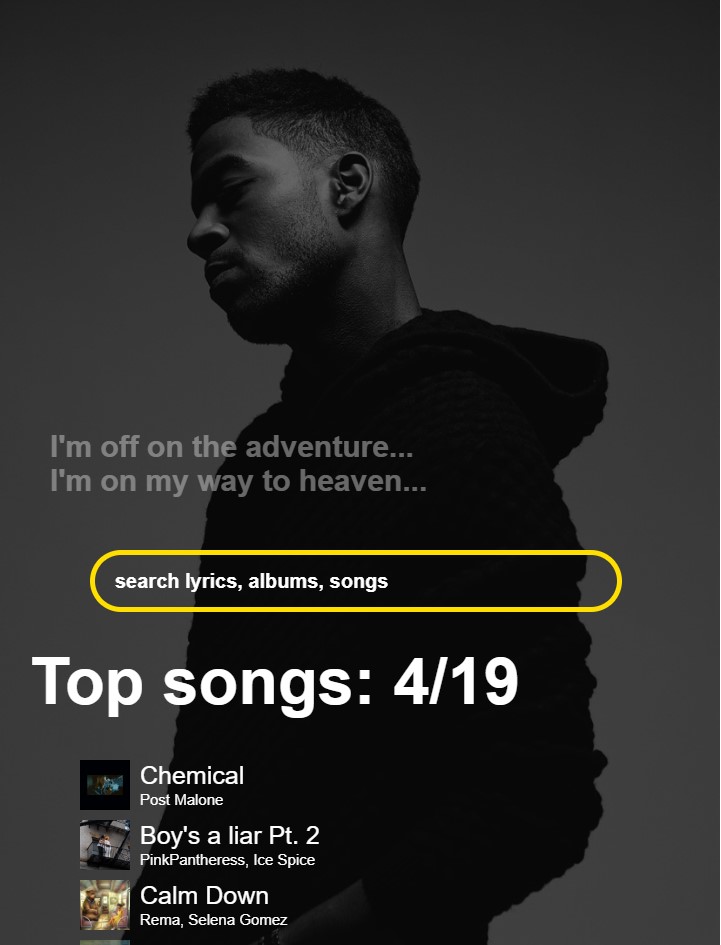 I'm off on the adventure...
I'm on my way to heaven...
search lyrics, albums, songs
Top songs: 4/19
Chemical
Post Malone
Boy's a liar Pt. 2
PinkPantheress, Ice Spice
Calm Down
Rema, Selena Gomez